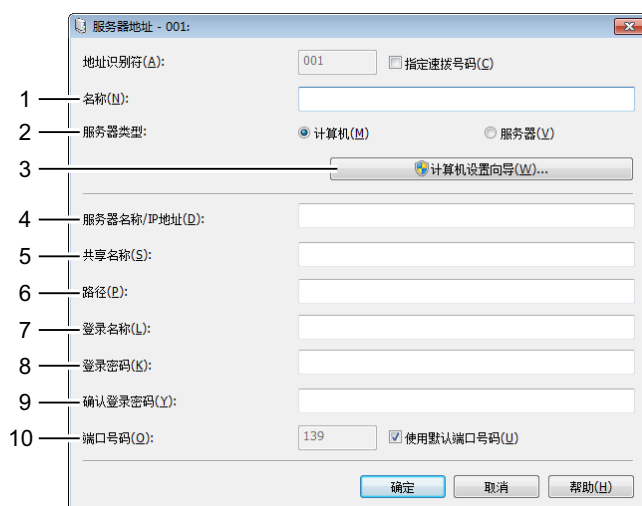 服务器地址 - 001:
地址识别符(A): 001 指定速拨号码(C)
1 名称(N):
2 服务器类型: 计算机(M) 服务器(V)
3 计算机设置向导(W)...
4 服务器名称/IP地址(D):
5 共享名称(S):
6 路径(P):
7 登录名称(L):
8 登录密码(K):
9 确认登录密码(Y):
10 端口号码(O): 139 使用默认端口号码(U)
确定 取消 帮助(H)